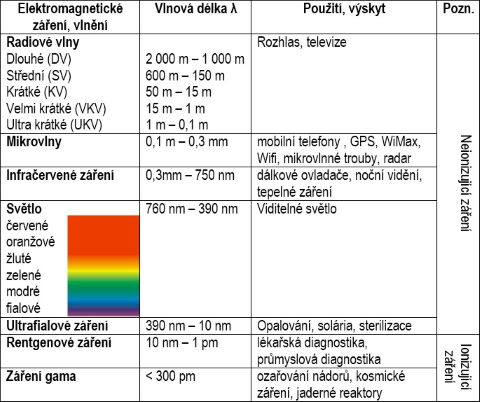 Elektromagnetické záření, vlnění | Vlnová délka λ | Použití, výskyt | Pozn.
Radiové vlny | Rozhlas, televize
Dlouhé (DV) | 2 000 m – 1 000 m
Střední (SV) | 600 m – 150 m
Krátké (KV) | 50 m – 15 m
Velmi krátké (VKV) | 15 m – 1 m
Ultra krátké (UKV) | 1 m – 0,1 m
Mikrovlny | 0,1 m – 0,3 mm | mobilní telefony , GPS, WiMax,
Wifi, mikrovlnné trouby, radar
Infračervené záření | 0,3mm – 750 nm | dálkové ovladače, noční vidění,
tepelné záření
Světlo | 760 nm – 390 nm | Viditelné světlo
červené
oranžové
žluté
zelené
modré
fialové
Ultrafialové záření | 390 nm – 10 nm | Opalování, solária, sterilizace
Neionizující záření
Rentgenové záření | 10 nm – 1 pm | lékařská diagnostika,
průmyslová diagnostika
Záření gama | < 300 pm | ozařování nádorů, kosmické
záření, jaderné reaktory
Ionizující
záření